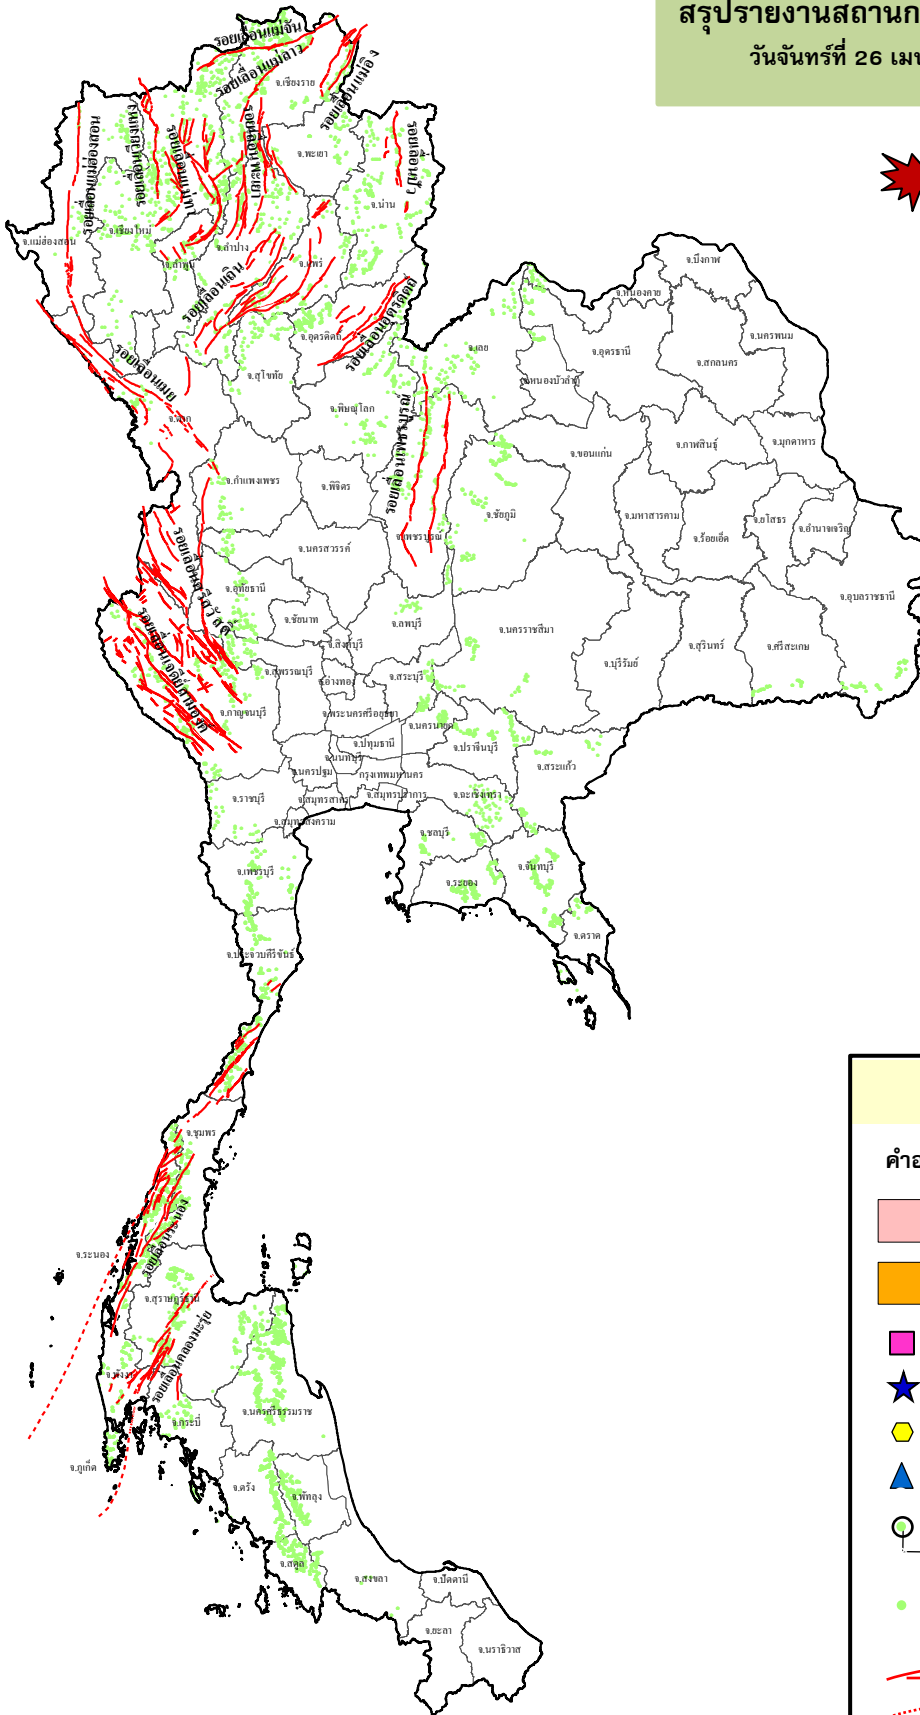 สรุปรายงานสถานก
วันจันทร์ที่ 26 เมษ
รอยเลื่อนแม่จัน
รอยเลื่อนแม่ลาว
จ.เชียงราย
รอยเลื่อนแม่อิง
รอยเลื่อนแม่ฮ่องสอน
รอยเลื่อนแม่ทา
รอยเลื่อนพะเยา
จ.พะเยา
รอยเลื่อนปัว
จ.น่าน
จ.แม่ฮ่องสอน
จ.เชียงใหม่
จ.ลำพูน
จ.ลำปาง
จ.แพร่
รอยเลื่อนเถิน
จ.อุตรดิตถ์
รอยเลื่อนอุตรดิตถ์
จ.บึงกาฬ
จ.หนองคาย
จ.นครพนม
จ.เลย
จ.อุดรธานี
จ.สกลนคร
จ.หนองบัวลำภู
รอยเลื่อนเมย
จ.สุโขทัย
จ.ตาก
จ.พิษณุโลก
รอยเลื่อนเพชรบูรณ์
จ.ขอนแก่น
จ.กาฬสินธุ์
จ.มุกดาหาร
จ.กำแพงเพชร
จ.พิจิตร
จ.ชัยภูมิ
จ.มหาสารคาม
จ.ร้อยเอ็ด
จ.ยโสธร
จ.อำนาจเจริญ
จ.เพชรบูรณ์
จ.นครสวรรค์
รอยเลื่อนศรีสวัสดิ์
จ.อุทัยธานี
จ.ชัยนาท
จ.ลพบุรี
จ.นครราชสีมา
จ.บุรีรัมย์
จ.สุรินทร์
จ.ศรีสะเกษ
จ.อุบลราชธานี
รอยเลื่อนเจดีย์สามองค์
จ.สิงห์บุรี
จ.สุพรรณบุรี
จ.อ่างทอง
จ.สระบุรี
จ.กาญจนบุรี
จ.พระนครศรีอยุธยา
จ.นครนายก
จ.ปทุมธานี
จ.ปราจีนบุรี
จ.นนทบุรี
จ.สระแก้ว
จ.นครปฐม
กรุงเทพมหานคร
จ.ราชบุรี
จ.สมุทรสาคร
จ.สมุทรปราการ
จ.ฉะเชิงเทรา
จ.สมุทรสงคราม
จ.ชลบุรี
จ.เพชรบุรี
จ.ระยอง
จ.จันทบุรี
จ.ตราด
จ.ประจวบคีรีขันธ์
จ.ชุมพร
รอยเลื่อนระนอง
จ.ระนอง
จ.สุราษฎร์ธานี
รอยเลื่อนคลองมะรุ่ย
จ.พังงา
จ.กระบี่
จ.นครศรีธรรมราช
จ.ภูเก็ต
จ.ตรัง
จ.พัทลุง
จ.สตูล
จ.สงขลา
จ.ปัตตานี
จ.ยะลา
จ.นราธิวาส
คำอ